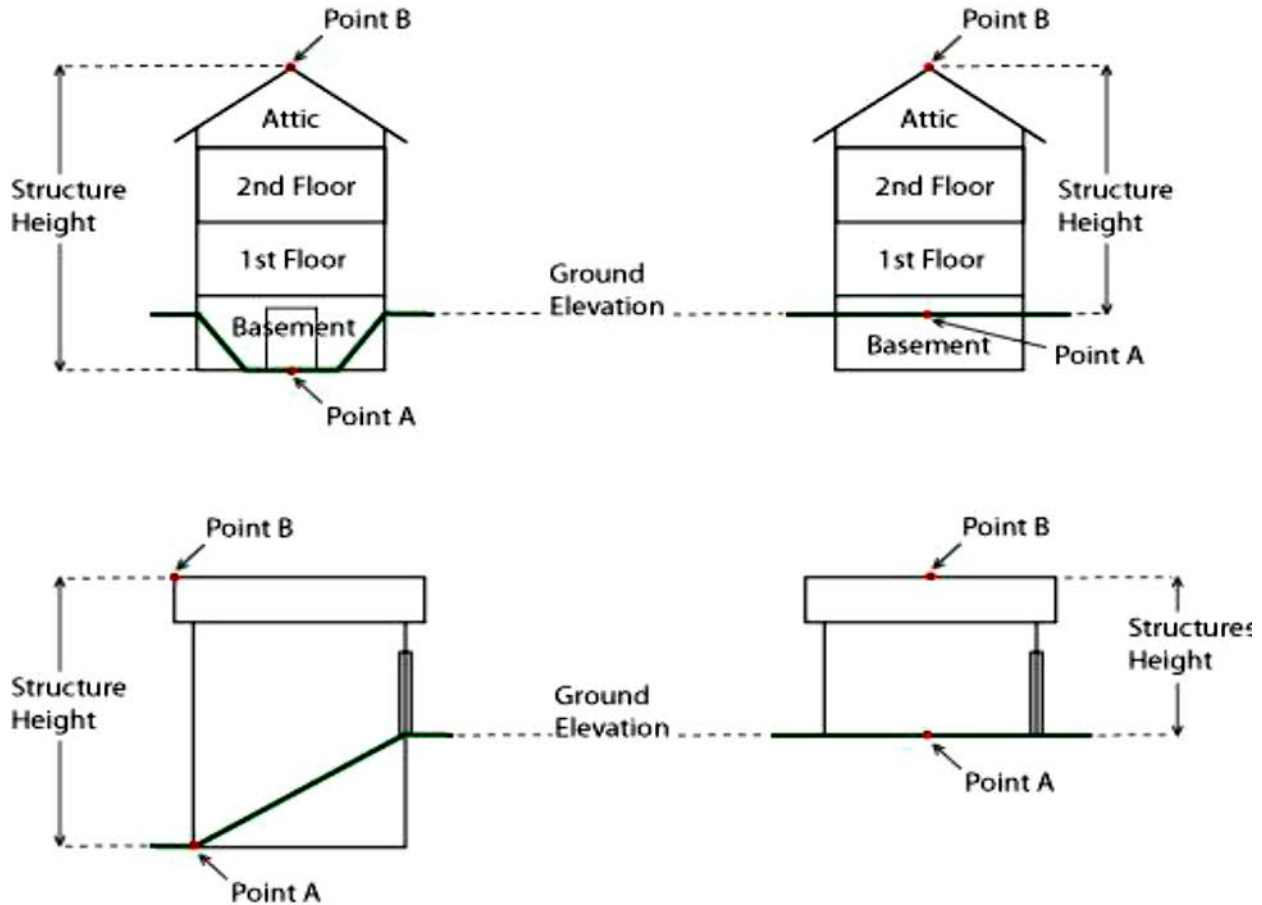 Point B
Point B
Attic
Attic
Structure
Height
2nd Floor
2nd Floor
Structure
Height
1st Floor
1st Floor
Ground
Elevation
Basement
Basement
Point A
Point A
Point B
Point B
Structures
Height
Structure
Height
Ground
Elevation
Point A
Point A